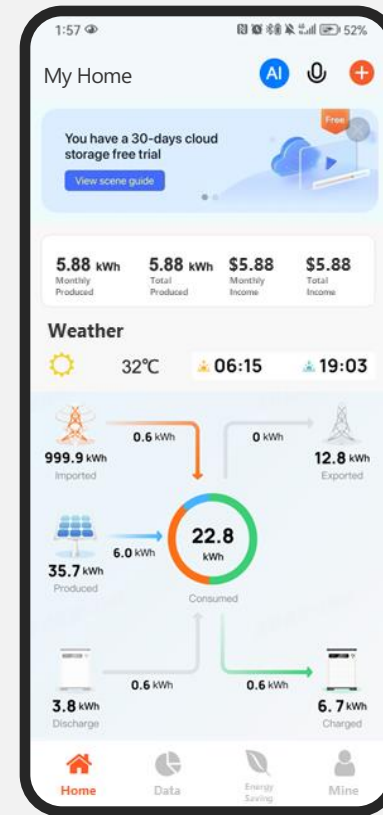 1:57
52%
My Home
AI
Free
You have a 30-days cloud
storage free trial
View scene guide
5.88 kWh
Monthly
Produced
5.88 kWh
Total
Produced
$5.88
Monthly
Income
$5.88
Total
Income
Weather
32℃
06:15
19:03
0.6 kWh
0 kWh
999.9 kWh
Imported
12.8 kWh
Exported
22.8
kWh
Consumed
6.0 kWh
35.7 kWh
Produced
0.6 kWh
0.6 kWh
3.8 kWh
Discharge
6. 7 kWh
Charged
Home
Data
Energy
Saving
Mine